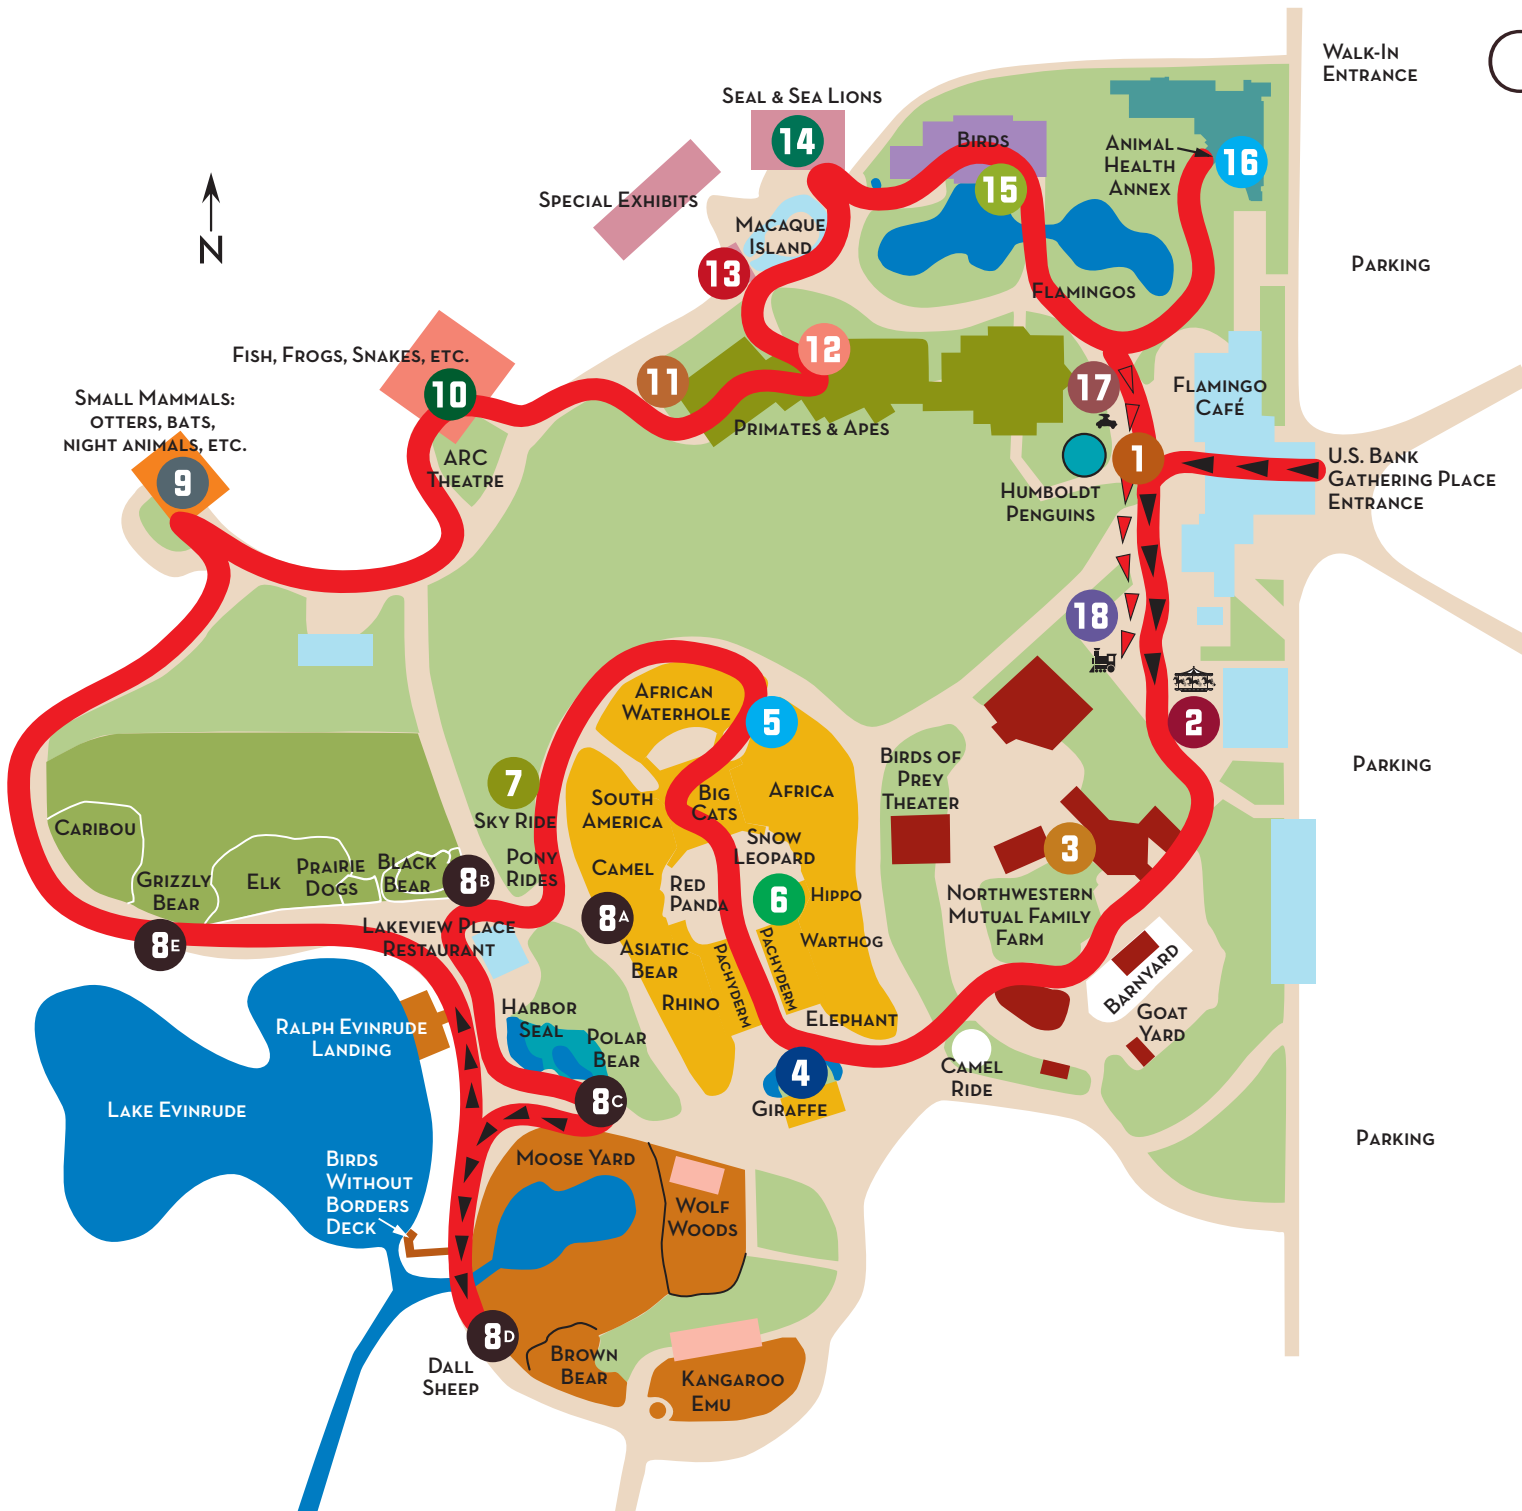 Walk-In
Entrance
Seal & Sea Lions
14
Birds
Animal
Health
Annex
16
15
Special Exhibits
N
Macaque
Island
13
Parking
Flamingos
Fish, Frogs, Snakes, etc.
10
11
12
17
Flamingo
Café
Small Mammals:
otters, bats,
night animals, etc.
9
ARC
Theatre
Primates & Apes
1
U.S. Bank
Gathering Place
Entrance
Humboldt
Penguins
18
African
Waterhole
5
2
7
Sky Ride
South
America
Big
Cats
Africa
Birds of
Prey
Theater
Parking
Caribou
Snow
Leopard
3
Grizzly
Bear
Elk
Prairie
Dogs
Black
Bear
8B
Pony
Rides
Camel
Red
Panda
6
Hippo
Northwestern
Mutual Family
Farm
8E
Lakeview Place
Restaurant
8A
Asiatic
Bear
Pachyderm
Pachyderm
Warthog
Barnyard
Rhino
Elephant
Goat
Yard
Ralph Evinrude
Landing
Harbor
Seal
Polar
Bear
4
Giraffe
Camel
Ride
Lake Evinrude
8C
Parking
Birds
Without
Borders
Deck
Moose Yard
Wolf
Woods
8D
Dall
Sheep
Brown
Bear
Kangaroo
Emu